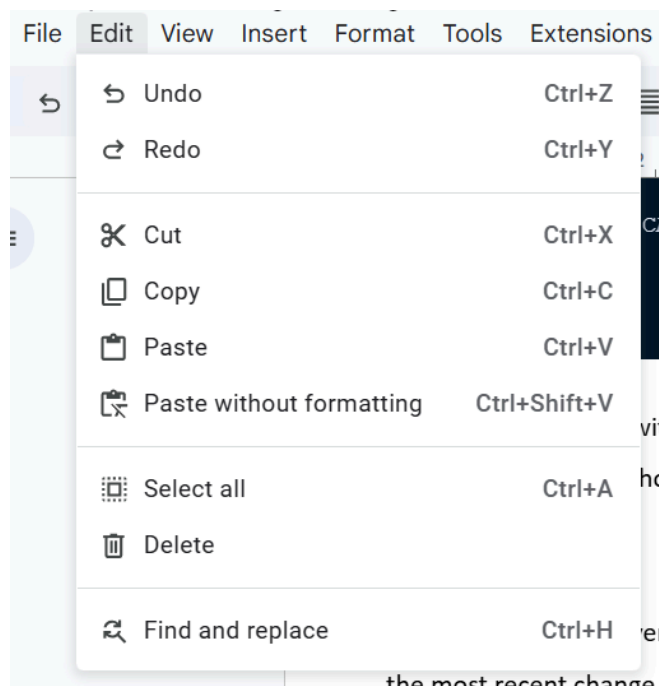 File Edit View Insert Format Tools Extensions
Undo Ctrl+Z
Redo Ctrl+Y
Cut Ctrl+X
Copy Ctrl+C
Paste Ctrl+V
Paste without formatting Ctrl+Shift+V
Select all Ctrl+A
Delete
Find and replace Ctrl+H
the most recent change